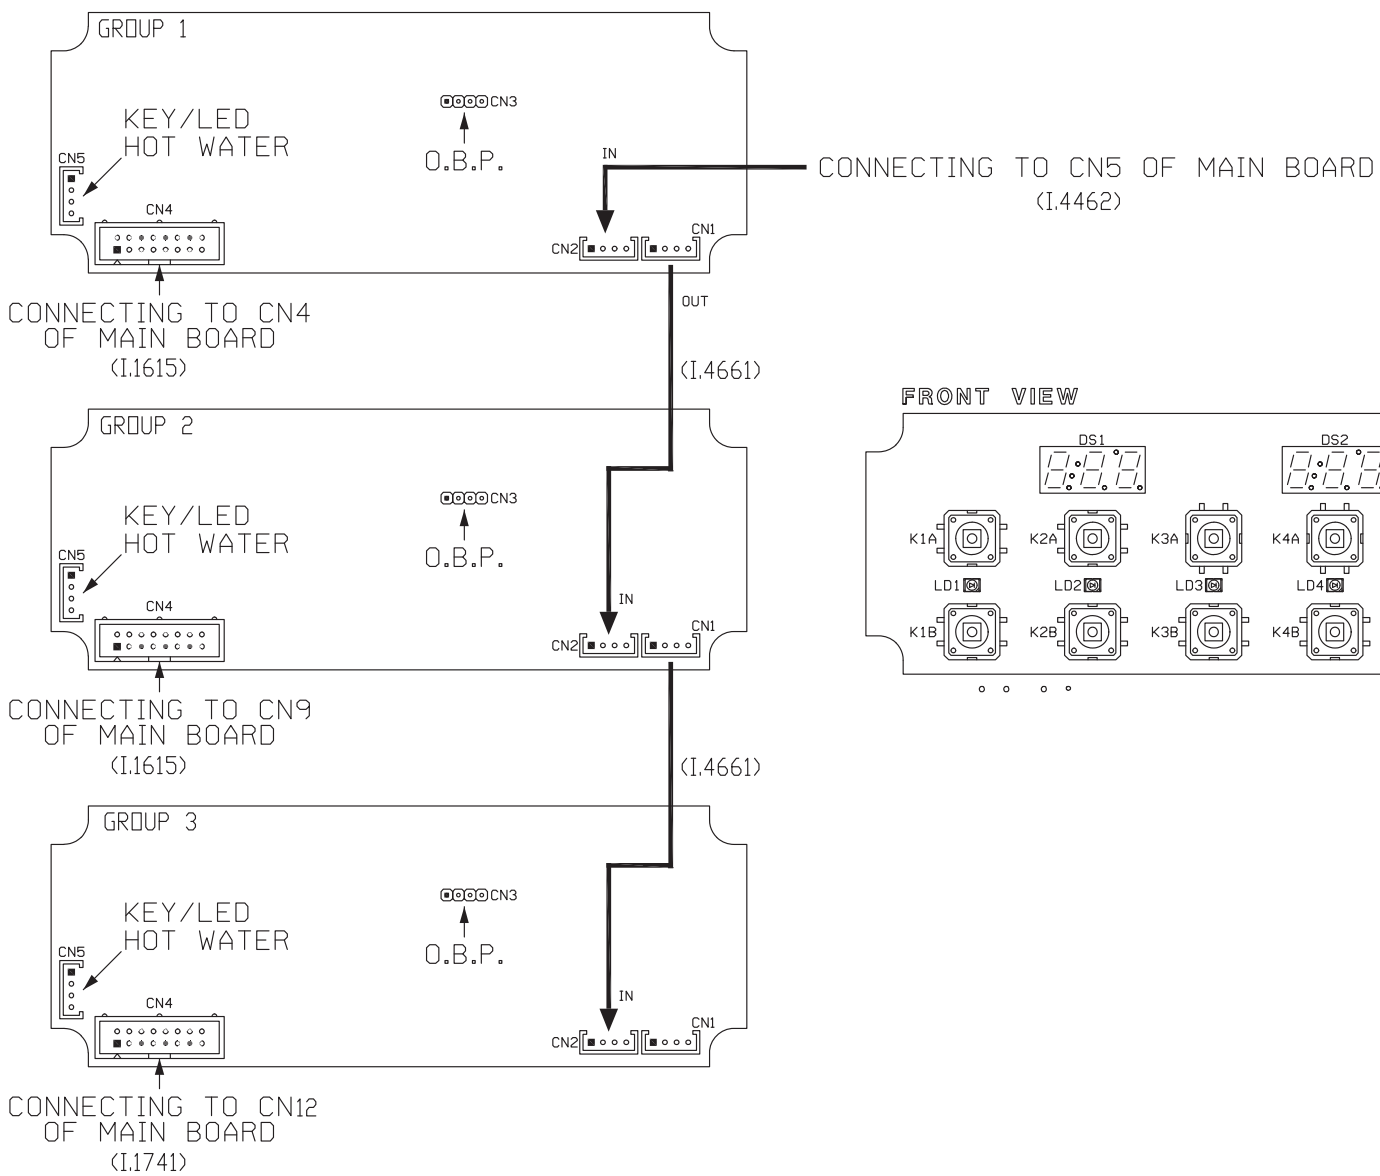 GROUP 1
CN3
KEY/LED
HOT WATER
O.B.P.
IN
CONNECTING TO CN5 OF MAIN BOARD
(I.4462)
CN5
CN4
CN2
CN1
CONNECTING TO CN4
OF MAIN BOARD
(I.1615)
OUT
(I.4661)
GROUP 2
CN3
KEY/LED
HOT WATER
O.B.P.
CN5
CN4
IN
CN2
CN1
CONNECTING TO CN9
OF MAIN BOARD
(I.1615)
(I.4661)
GROUP 3
CN3
KEY/LED
HOT WATER
O.B.P.
CN5
CN4
IN
CN2
CN1
CONNECTING TO CN12
OF MAIN BOARD
(I.1741)
FRONT VIEW
DS1
DS2
K1A
K2A
K3A
K4A
LD1
LD2
LD3
LD4
K1B
K2B
K3B
K4B